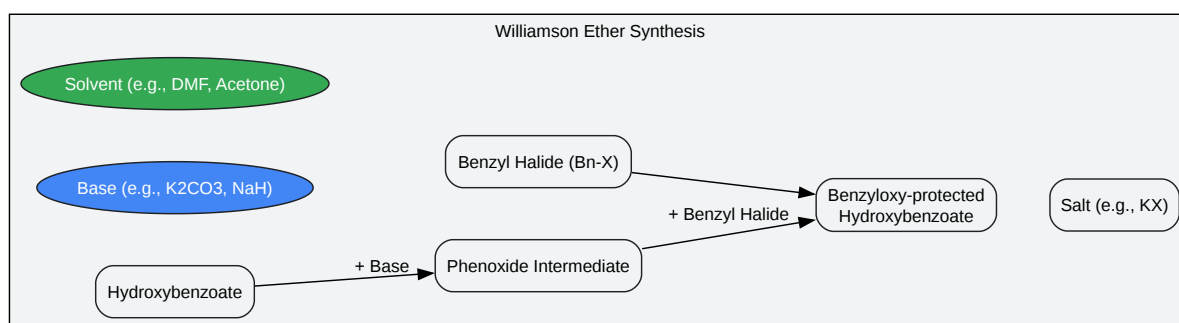 Williamson Ether Synthesis
Solvent (e.g., DMF, Acetone)
Base (e.g., K2CO3, NaH)
Benzyl Halide (Bn-X)
Benzyloxy-protected
Hydroxybenzoate
Salt (e.g., KX)
+ Benzyl Halide
+ Base
Phenoxide Intermediate
Hydroxybenzoate